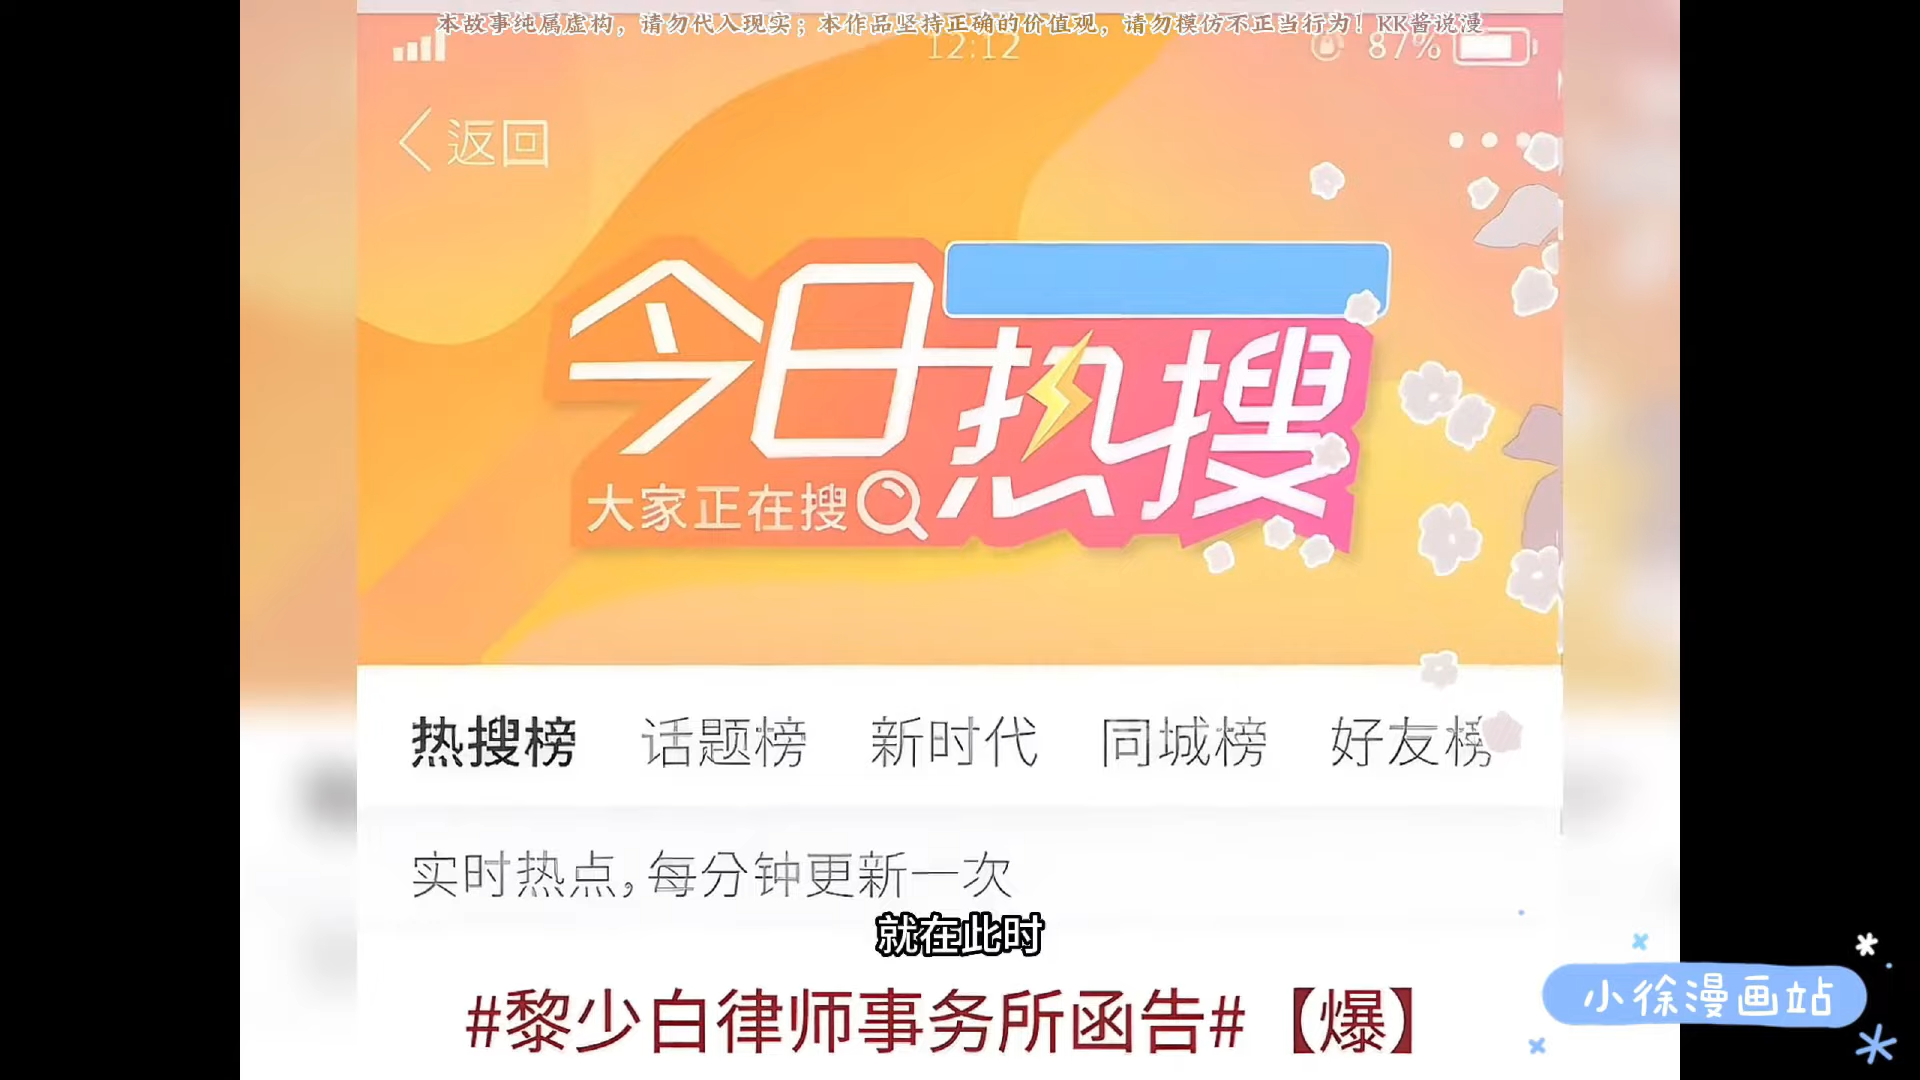 本故事纯属虚构，请勿代入现实；本作品坚持正确的价值观，请勿模仿不正当行为！KK酱说漫
12:12
87%
返回
今日热搜
大家正在搜
热搜榜 话题榜 新时代 同城榜 好友榜
实时热点，每分钟更新一次
就在此时
#黎少白律师事务所函告#【爆】
小徐漫画站